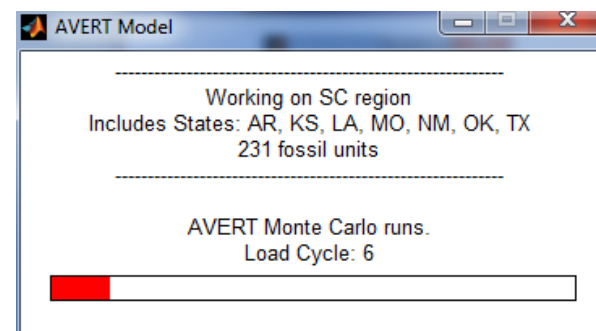 AVERT Model
Working on SC region
Includes States: AR, KS, LA, MO, NM, OK, TX
231 fossil units
AVERT Monte Carlo runs.
Load Cycle: 6